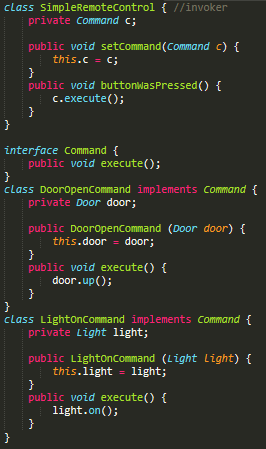 class SimpleRemoteControl { //invoker
    private Command c;

    public void setCommand(Command c) {
        this.c = c;
    }
    public void buttonWasPressed() {
        c.execute();
    }
}

interface Command {
    public void execute();
}
class DoorOpenCommand implements Command {
    private Door door;

    public DoorOpenCommand (Door door) {
        this.door = door;
    }
    public void execute() {
        door.up();
    }
}
class LightOnCommand implements Command {
    private Light light;

    public LightOnCommand (Light light) {
        this.light = light;
    }
    public void execute() {
        light.on();
    }
}